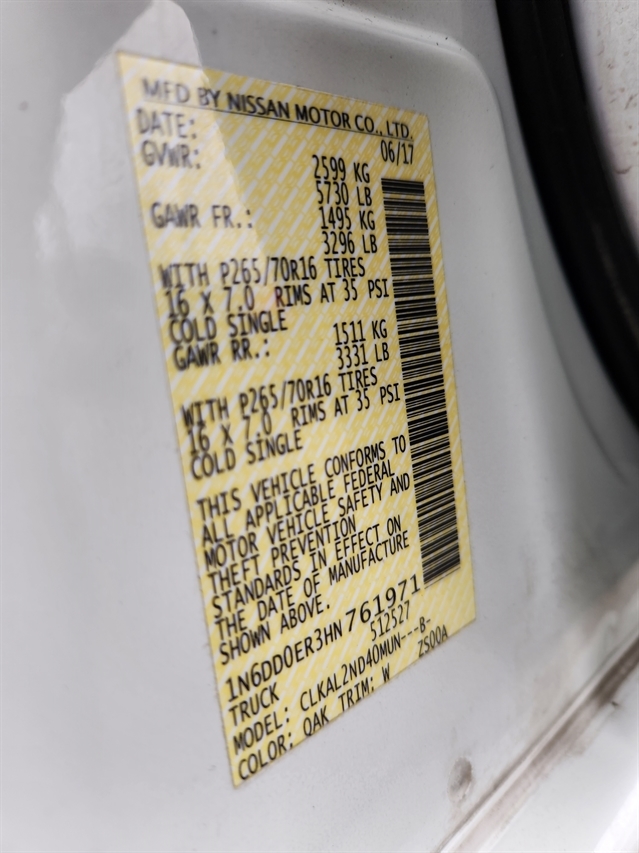 MFD BY NISSAN MOTOR CO., LTD.
DATE: 06/17
GVWR: 2599 KG
5730 LB
GAWR FR.: 1495 KG
3296 LB
WITH P265/70R16 TIRES
16 X 7.0 RIMS AT 35 PSI
COLD SINGLE
GAWR RR.: 1511 KG
3331 LB
WITH P265/70R16 TIRES
16 X 7.0 RIMS AT 35 PSI
COLD SINGLE
THIS VEHICLE CONFORMS TO
ALL APPLICABLE FEDERAL
MOTOR VEHICLE SAFETY AND
THEFT PREVENTION
STANDARDS IN EFFECT ON
THE DATE OF MANUFACTURE
SHOWN ABOVE.
1N6DD0ER3HN761971
TRUCK 512527
MODEL: CLKAL2ND40MUN---B-
COLOR: QAK TRIM: W ZS00A